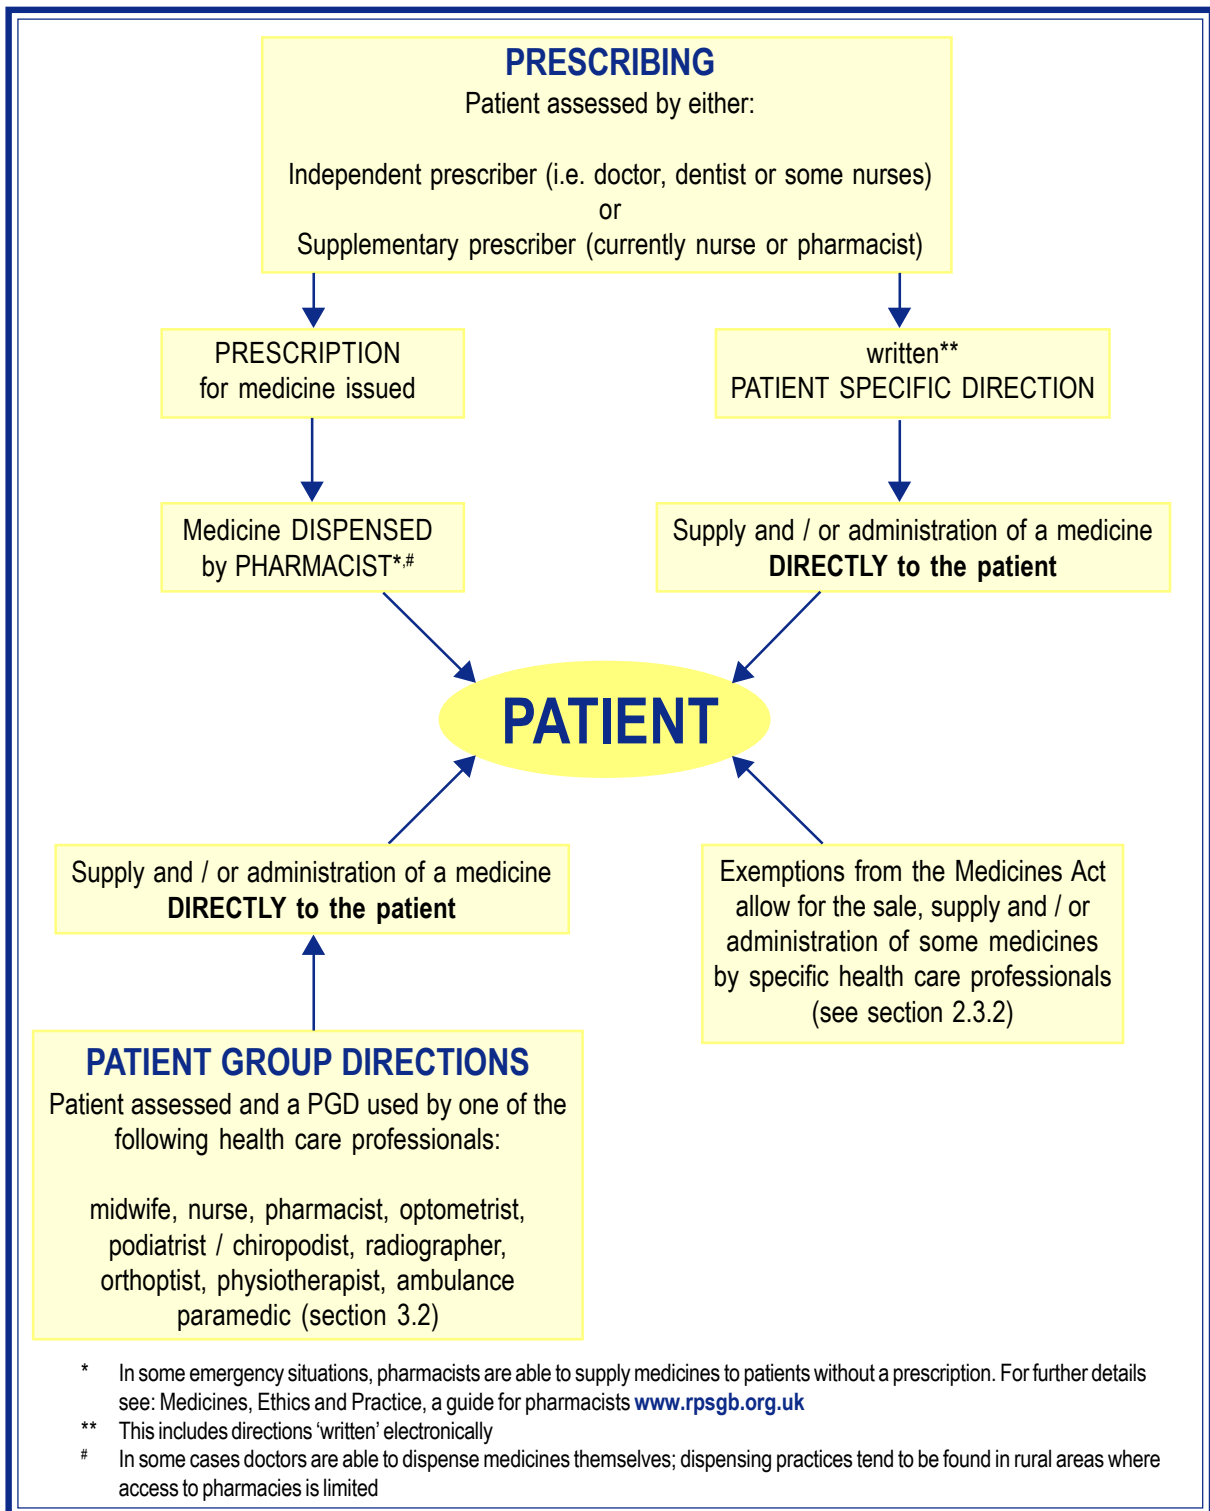 PRESCRIBING
Patient assessed by either:
Independent prescriber (i.e. doctor, dentist or some nurses)
or
Supplementary prescriber (currently nurse or pharmacist)
PRESCRIPTION
for medicine issued
written**
PATIENT SPECIFIC DIRECTION
Medicine DISPENSED
by PHARMACIST*,#
Supply and / or administration of a medicine
DIRECTLY to the patient
PATIENT
Supply and / or administration of a medicine
DIRECTLY to the patient
Exemptions from the Medicines Act
allow for the sale, supply and / or
administration of some medicines
by specific health care professionals
(see section 2.3.2)
PATIENT GROUP DIRECTIONS
Patient assessed and a PGD used by one of the
following health care professionals:
midwife, nurse, pharmacist, optometrist,
podiatrist / chiropodist, radiographer,
orthoptist, physiotherapist, ambulance
paramedic (section 3.2)
* In some emergency situations, pharmacists are able to supply medicines to patients without a prescription. For further details
see: Medicines, Ethics and Practice, a guide for pharmacists www.rpsgb.org.uk
** This includes directions ‘written’ electronically
# In some cases doctors are able to dispense medicines themselves; dispensing practices tend to be found in rural areas where
access to pharmacies is limited